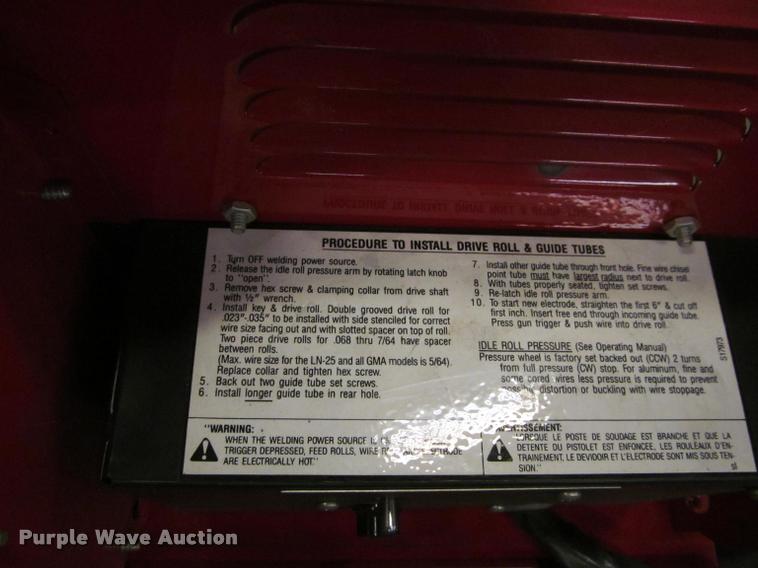 PROCEDURE TO INSTALL DRIVE ROLL & GUIDE TUBES
1. Turn OFF welding power source.
2. Release the idle roll pressure arm by rotating latch knob
to "open".
3. Remove hex screw & clamping collar from drive shaft
with ½" wrench.
4. Install key & drive roll. Double grooved drive roll for
.023"-.035" to be installed with side stenciled for correct
wire size facing out and with slotted spacer on top of roll.
Two piece drive rolls for .068 thru 7/64 have spacer
between rolls.
(Max. wire size for the LN-25 and all GMA models is 5/64).
Replace collar and tighten hex screw.
5. Back out two guide tube set screws.
6. Install longer guide tube in rear hole.
7. Install other guide tube through front hole. Fine wire chisel
point tube must have largest radius next to drive roll.
8. With tubes properly seated, tighten set screws.
9. Re-latch idle roll pressure arm.
10. To start new electrode, straighten the first 6" & cut off
first inch. Insert free end through incoming guide tube.
Press gun trigger & push wire into drive roll.
IDLE ROLL PRESSURE (See Operating Manual)
Pressure wheel is factory set backed out (CCW) 2 turns
from full pressure (CW) stop. For aluminum, fine and
some cored wires less pressure is required to prevent
possible distortion or buckling with wire stoppage.
S17973
"WARNING:
WHEN THE WELDING POWER SOURCE IS
TRIGGER DEPRESSED, FEED ROLLS, WIRE
ARE ELECTRICALLY HOT."
AVERTISSEMENT:
LORSQUE LE POSTE DE SOUDAGE EST BRANCHE ET QUE LA
DETENTE DU PISTOLET EST ENFONCEE, LES ROULEAUX D'EN-
TRAINEMENT, LE DEVIDOIR ET L'ELECTRODE SONT MIS SOUS TEN-
SION."
Purple Wave Auction